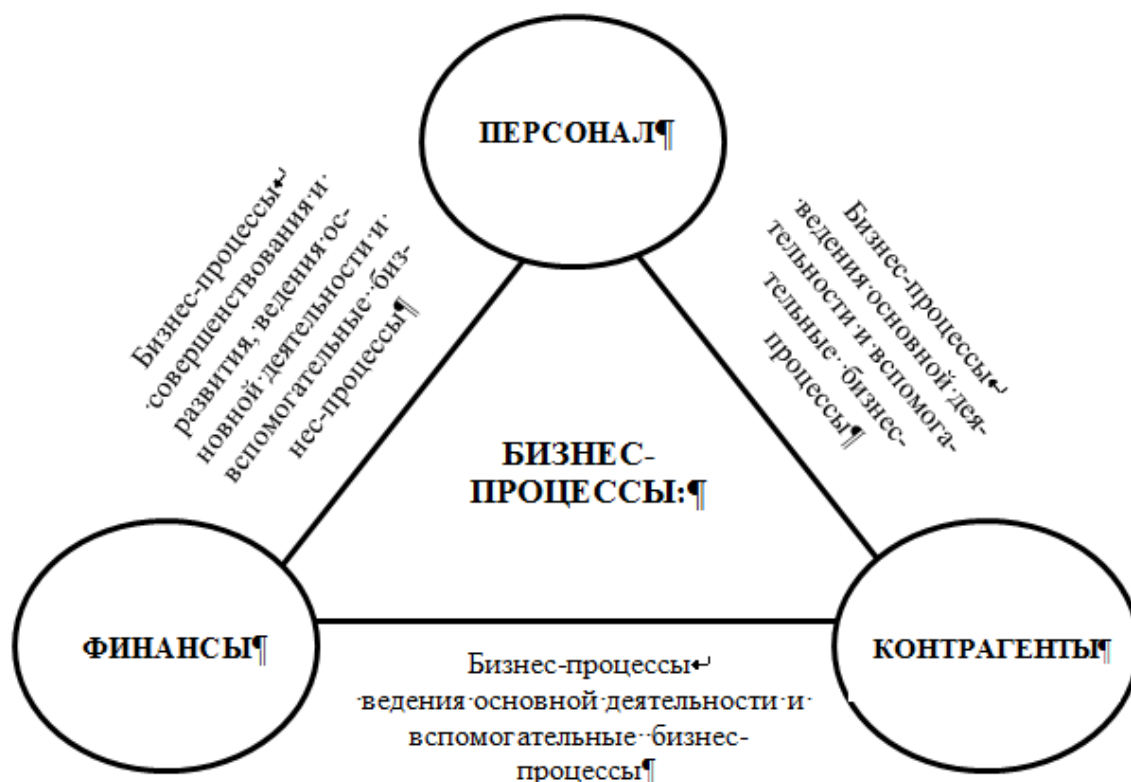 ПЕРСОНАЛ¶
Бизнес-процессы↵
·совершенствования·и·
развития,·ведения·ос-
новной·деятельности·и·
вспомогательные··биз-
нес-процессы¶
Бизнес-процессы↵
·ведения·основной·дея-
тельности·и·вспомога-
тельные··бизнес-
процессы¶
БИЗНЕС-
ПРОЦЕССЫ:¶
ФИНАНСЫ¶
КОНТРАГЕНТЫ¶
Бизнес-процессы↵
·ведения·основной·деятельности·и·
вспомогательные··бизнес-
процессы¶